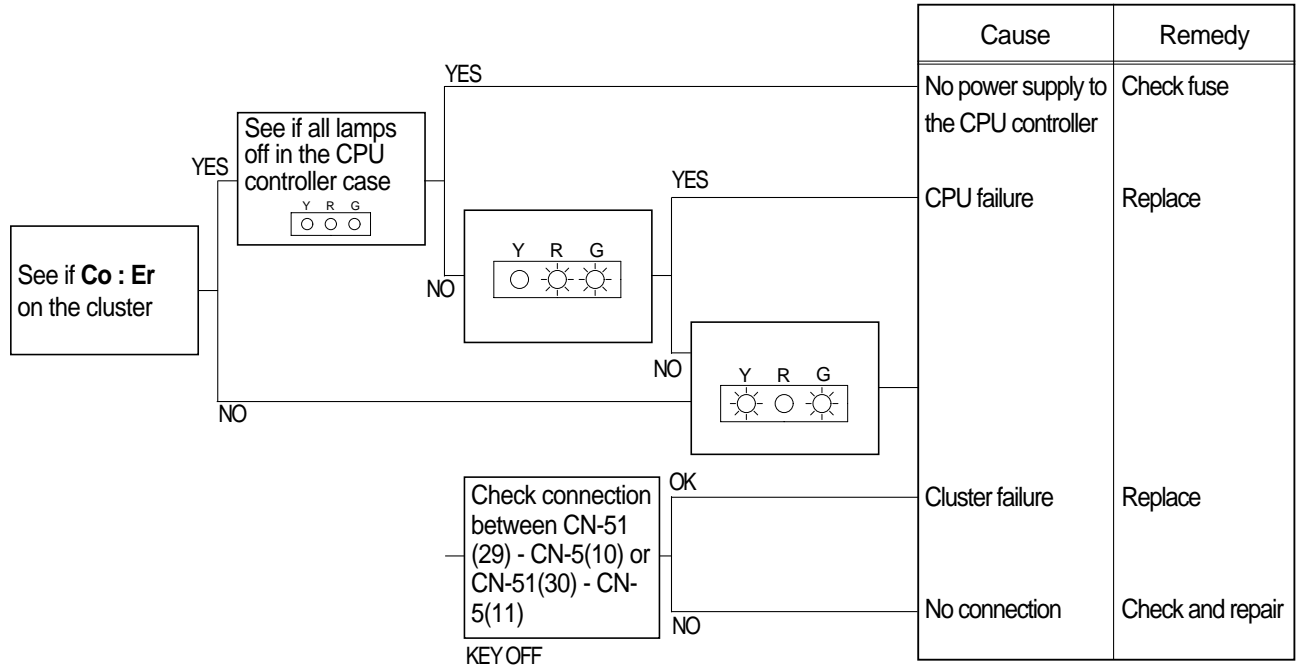 Cause
Remedy
YES
No power supply to
the CPU controller
Check fuse
See if all lamps
off in the CPU
controller case
Y R G
YES
YES
CPU failure
Replace
See if Co : Er
on the cluster
Y R G
NO
NO
Y R G
NO
Check connection
between CN-51
(29) - CN-5(10) or
CN-51(30) - CN-
5(11)
KEY OFF
OK
Cluster failure
Replace
NO
No connection
Check and repair